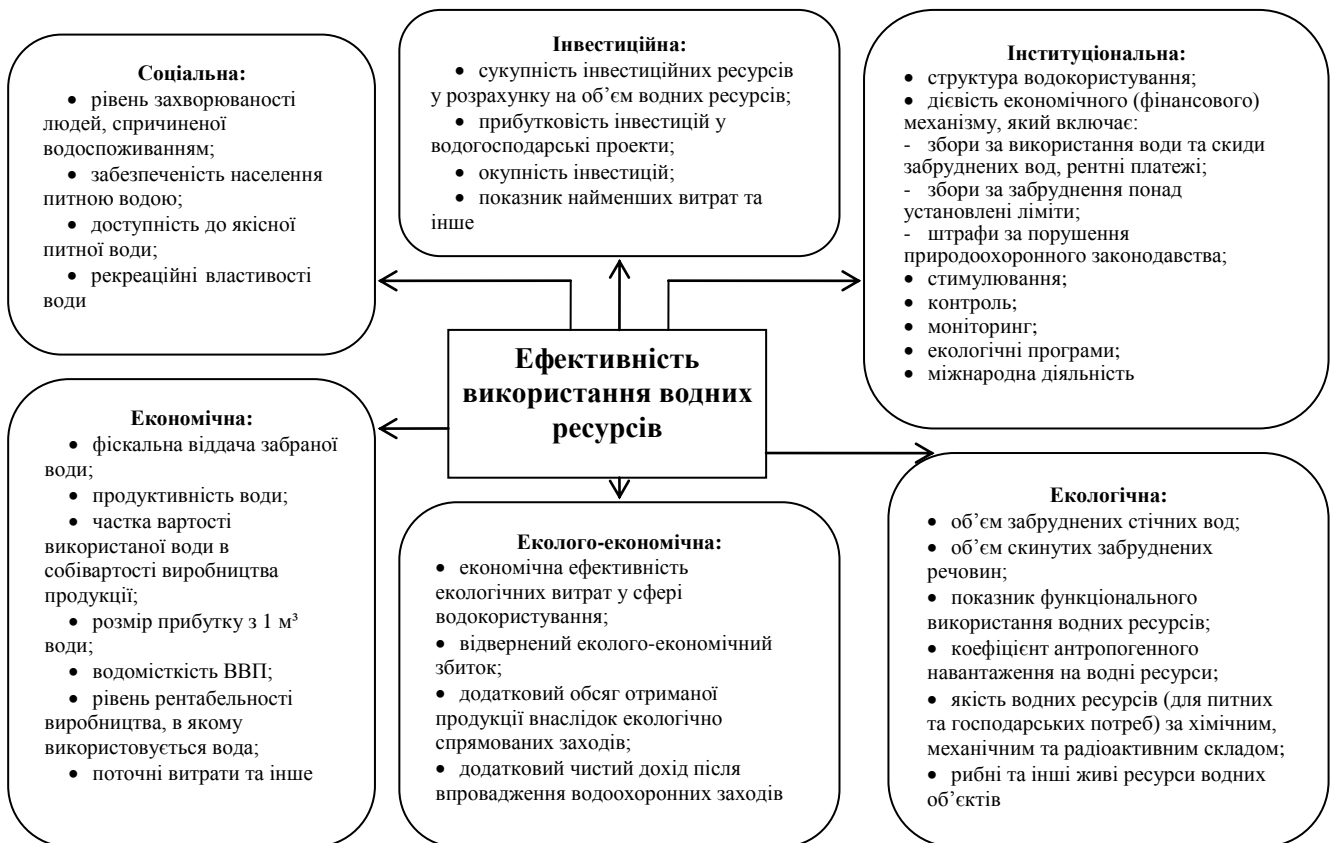 Соціальна:
• рівень захворюваності
людей, спричиненої
водоспоживанням;
• забезпеченість населення
питною водою;
• доступність до якісної
питної води;
• рекреаційні властивості
води
Інвестиційна:
• сукупність інвестиційних ресурсів
у розрахунку на об’єм водних ресурсів;
• прибутковість інвестицій у
водогосподарські проекти;
• окупність інвестицій;
• показник найменших витрат та
інше
Інституціональна:
• структура водокористування;
• дієвість економічного (фінансового)
механізму, який включає:
- збори за використання води та скиди
забруднених вод, рентні платежі;
- збори за забруднення понад
установлені ліміти;
- штрафи за порушення
природоохоронного законодавства;
• стимулювання;
• контроль;
• моніторинг;
• екологічні програми;
• міжнародна діяльність
Ефективність
використання водних
ресурсів
Економічна:
• фіскальна віддача забраної
води;
• продуктивність води;
• частка вартості
використаної води в
собівартості виробництва
продукції;
• розмір прибутку з 1 м³
води;
• водомісткість ВВП;
• рівень рентабельності
виробництва, в якому
використовується вода;
• поточні витрати та інше
Еколого-економічна:
• економічна ефективність
екологічних витрат у сфері
водокористування;
• відвернений еколого-економічний
збиток;
• додатковий обсяг отриманої
продукції внаслідок екологічно
спрямованих заходів;
• додатковий чистий дохід після
впровадження водоохоронних заходів
Екологічна:
• об’єм забруднених стічних вод;
• об’єм скинутих забруднених
речовин;
• показник функціонального
використання водних ресурсів;
• коефіцієнт антропогенного
навантаження на водні ресурси;
• якість водних ресурсів (для питних
та господарських потреб) за хімічним,
механічним та радіоактивним складом;
• рибні та інші живі ресурси водних
об’єктів